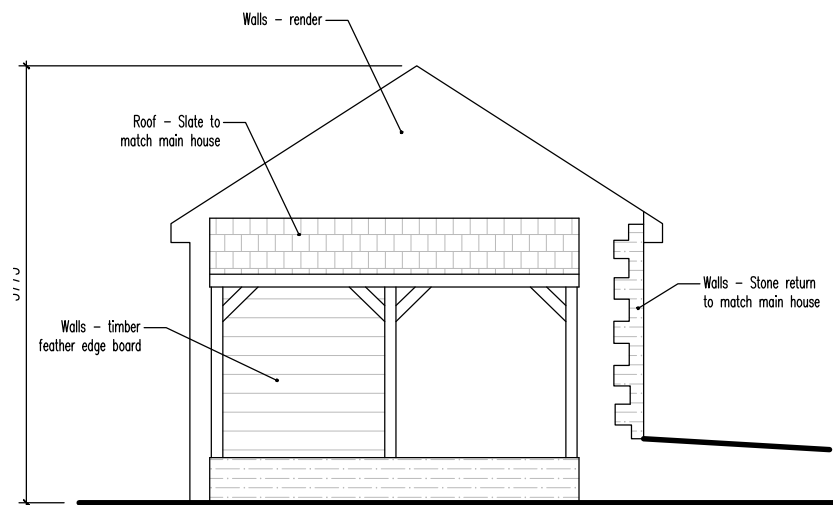 Walls – render
Roof – Slate to
match main house
Walls – Stone return
to match main house
Walls – timber
feather edge board